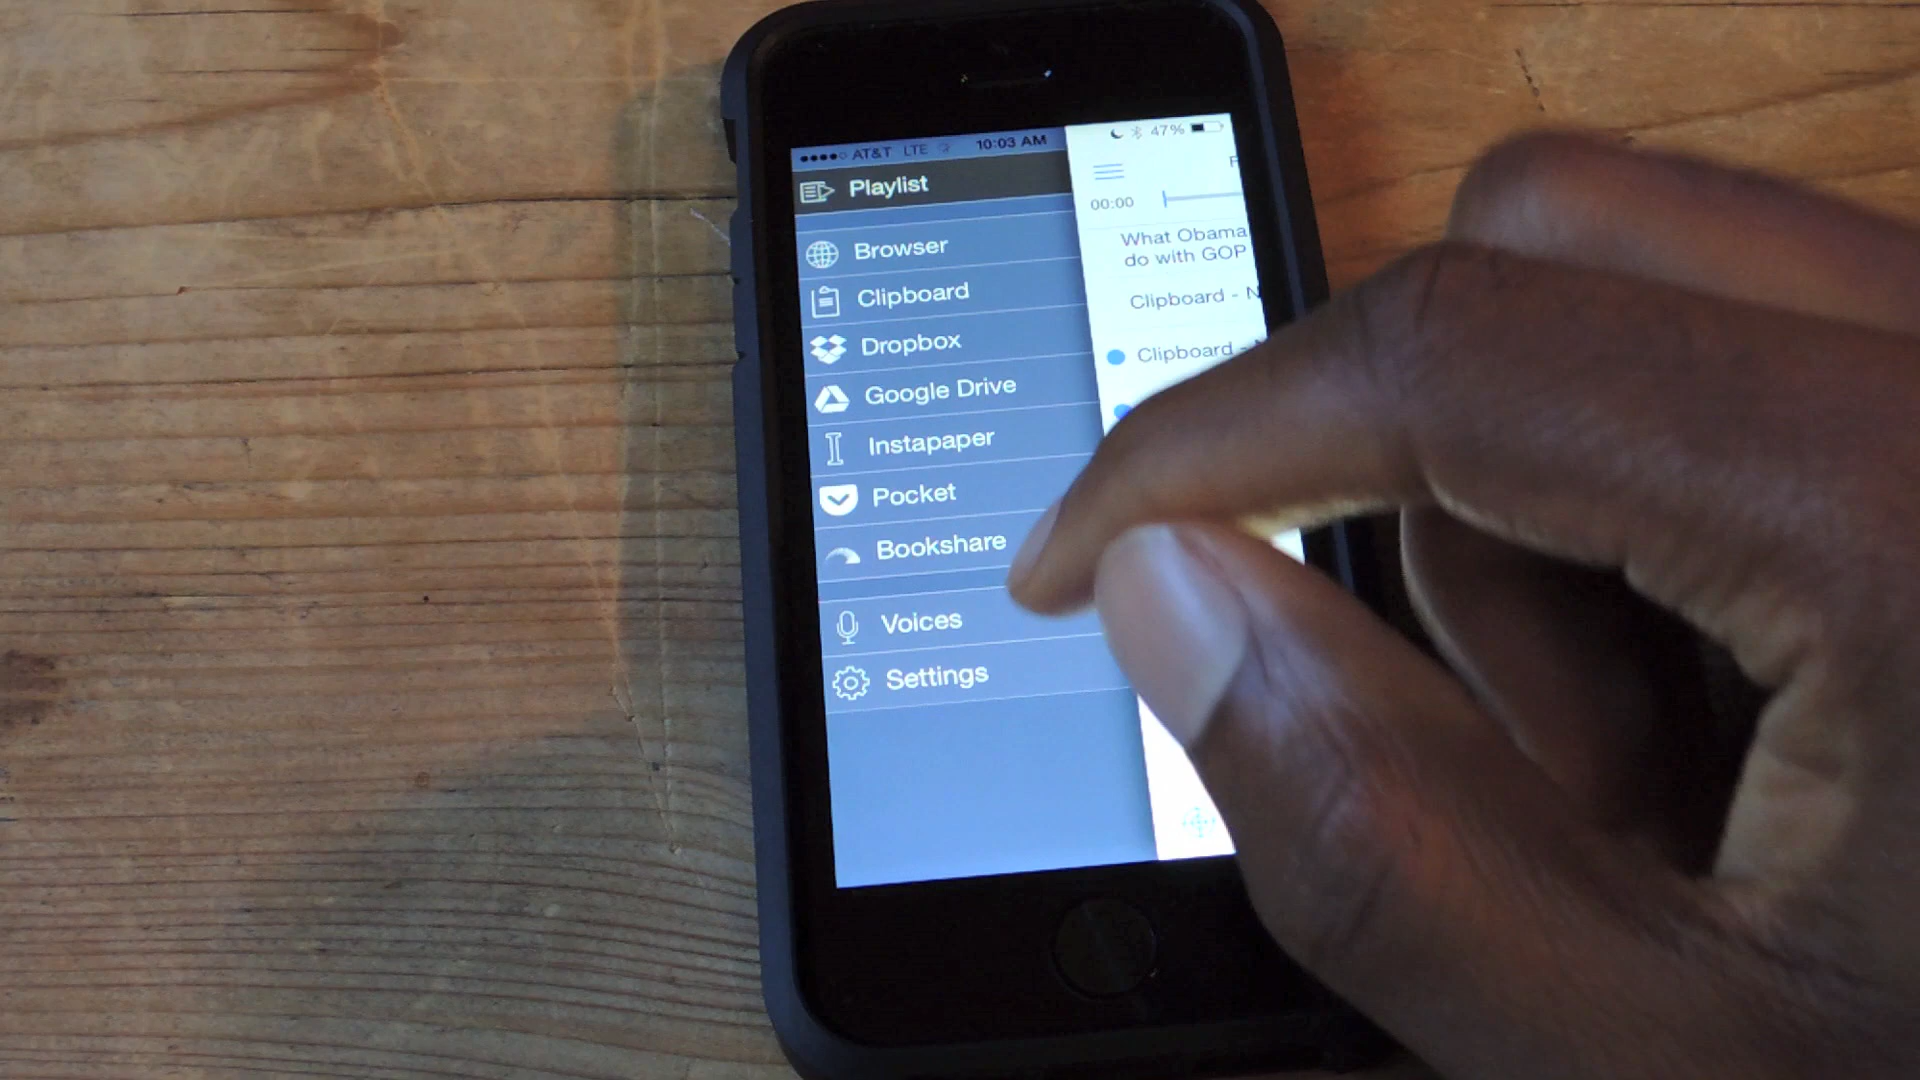 AT&T LTE 10:03 AM 47%
Playlist
00:00
What Obama
do with GOP
Browser
Clipboard
Dropbox
Google Drive
Instapaper
Pocket
Bookshare
Voices
Settings
Clipboard - N
Clipboard -